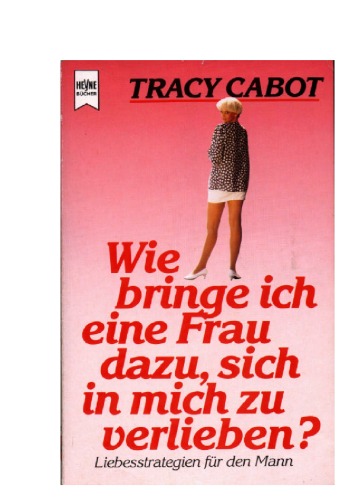 HEYNE
BÜCHER
TRACY CABOT
Wie
bringe ich
eine Frau
dazu, sich
in mich zu
verlieben?
Liebesstrategien für den Mann